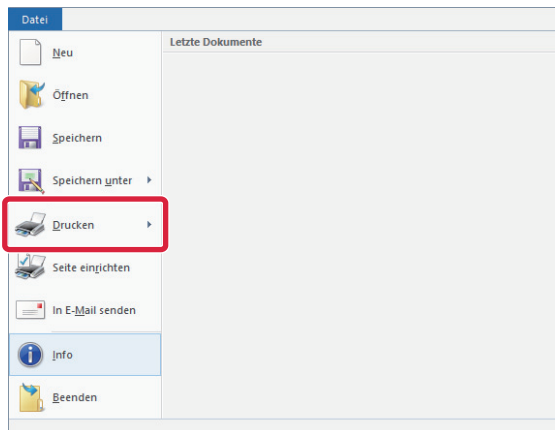 Datei
Letzte Dokumente
Neu
Öffnen
Speichern
Speichern unter
Drucken
Seite einrichten
In E-Mail senden
Info
Beenden